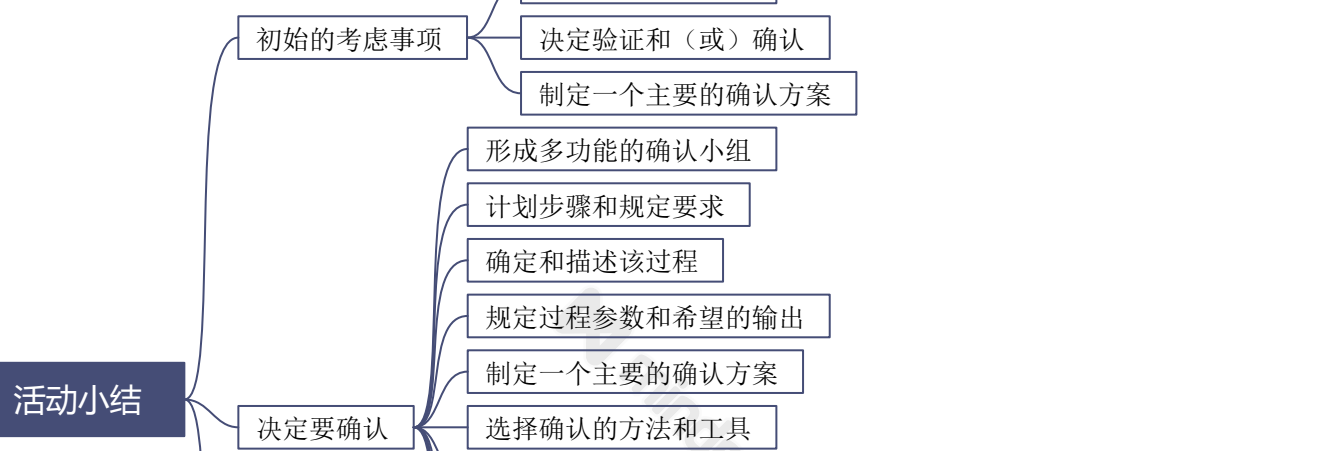 初始的考虑事项
决定验证和（或）确认
制定一个主要的确认方案
形成多功能的确认小组
计划步骤和规定要求
确定和描述该过程
规定过程参数和希望的输出
制定一个主要的确认方案
活动小结
决定要确认
选择确认的方法和工具